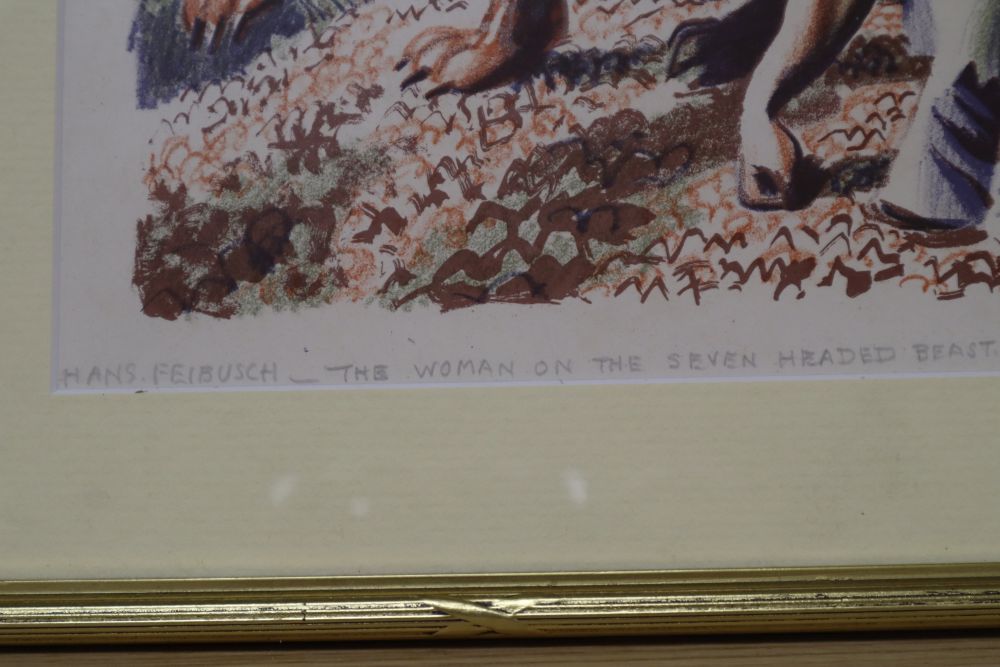 HANS. FEIBUSCH _ THE WOMAN ON THE SEVEN HEADED BEAST.